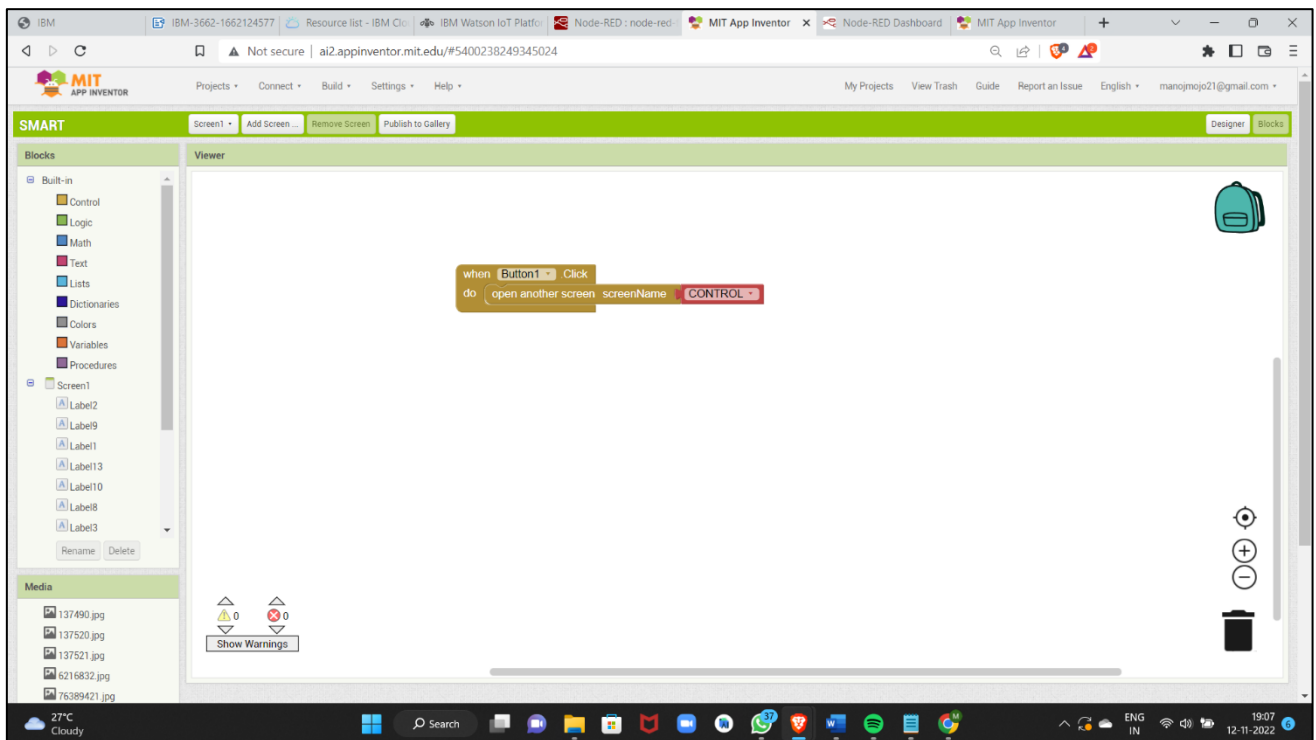 IBM
IBM-3662-1662124577
Resource list - IBM Clo
IBM Watson IoT Platfo
Node-RED : node-red-
MIT App Inventor
Node-RED Dashboard
MIT App Inventor
Not secure | ai2.appinventor.mit.edu/#5400238249345024
MIT
APP INVENTOR
Projects Connect Build Settings Help
My Projects View Trash Guide Report an Issue English manojmojo21@gmail.com
SMART
Screen1 Add Screen ... Remove Screen Publish to Gallery
Designer Blocks
Blocks
Built-in
Control
Logic
Math
Text
Lists
Dictionaries
Colors
Variables
Procedures
Screen1
Label2
Label9
Label1
Label13
Label10
Label8
Label3
Rename Delete
Media
137490.jpg
137520.jpg
137521.jpg
6216832.jpg
76389421.jpg
Viewer
when Button1 .Click
do open another screen screenName CONTROL
0 0
Show Warnings
27°C
Cloudy
Search
37
ENG
IN
19:07
12-11-2022
6